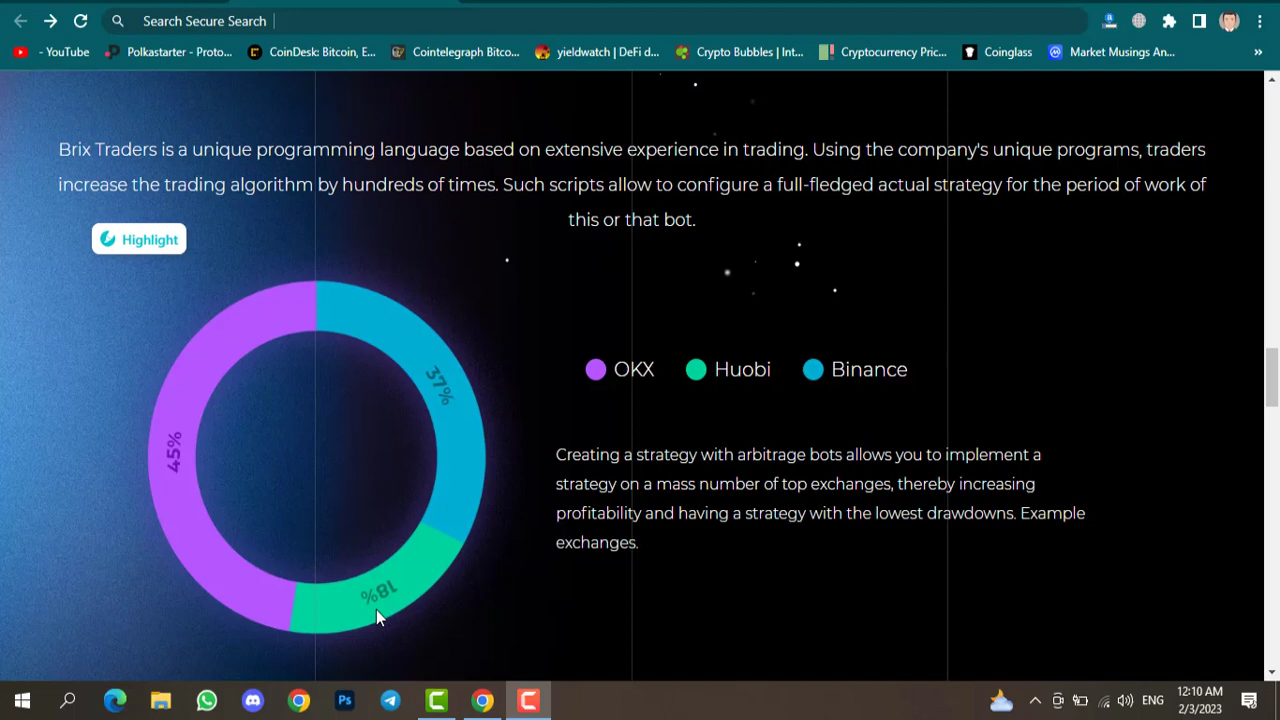 Search Secure Search
- YouTube
Polkastarter - Proto...
CoinDesk: Bitcoin, E...
Cointelegraph Bitco...
yieldwatch | DeFi d...
Crypto Bubbles | Int...
Cryptocurrency Pric...
Coinglass
Market Musings An...
»
Brix Traders is a unique programming language based on extensive experience in trading. Using the company's unique programs, traders
increase the trading algorithm by hundreds of times. Such scripts allow to configure a full-fledged actual strategy for the period of work of
this or that bot.
Highlight
37%
45%
18%
OKX
Huobi
Binance
Creating a strategy with arbitrage bots allows you to implement a
strategy on a mass number of top exchanges, thereby increasing
profitability and having a strategy with the lowest drawdowns. Example
exchanges.
Ps
ENG
12:10 AM
2/3/2023